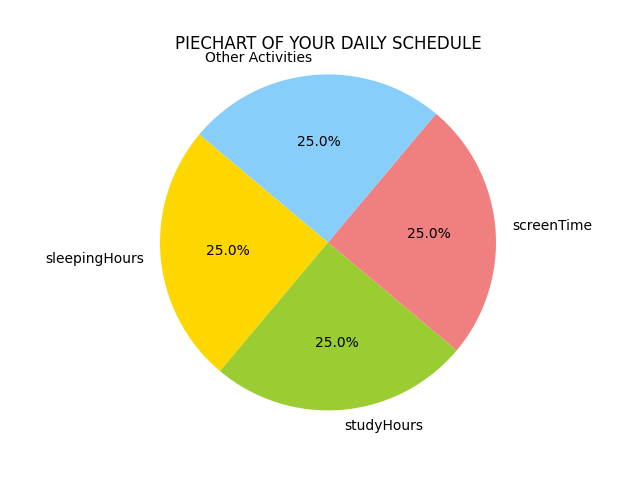 PIECHART OF YOUR DAILY SCHEDULE
Other Activities
25.0%
screenTime
25.0%
sleepingHours
25.0%
25.0%
studyHours